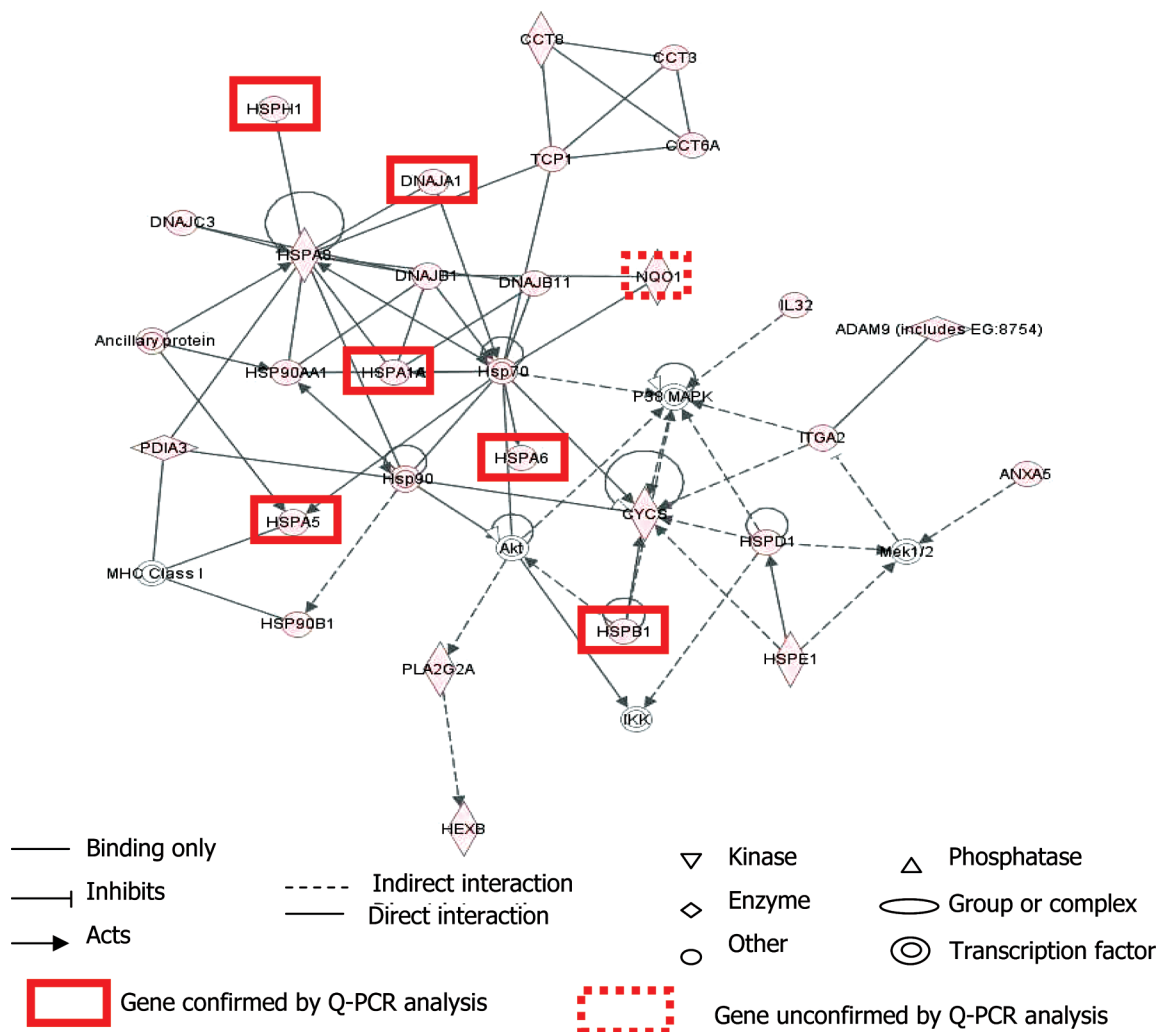 CCT8
CCT3
HSPH1
CCT6A
TCP1
DNAJA1
DNAJC3
HSPA8
DNAJB1
DNAJB11
NQO1
IL32
ADAM9 (includes EG:8754)
Ancillary protein
HSP90AA1
HSPA1A
Hsp70
P38 MAPK
PDIA3
ITGA2
HSPA6
ANXA5
Hsp90
HSPA5
CYCS
HSPD1
Akt
Mek1/2
MHC Class I
HSP90B1
HSPB1
HSPE1
PLA2G2A
IKK
HEXB
Binding only
Inhibits
Acts
Indirect interaction
Direct interaction
Kinase
Enzyme
Other
Phosphatase
Group or complex
Transcription factor
Gene confirmed by Q-PCR analysis
Gene unconfirmed by Q-PCR analysis